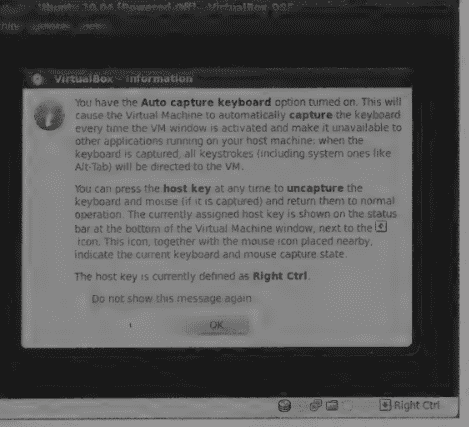 Ubuntu 10.04 [Powered Off] - VirtualBox OSE
VirtualBox - Information
You have the Auto capture keyboard option turned on. This will
cause the Virtual Machine to automatically capture the keyboard
every time the VM window is activated and make it unavailable to
other applications running on your host machine: when the
keyboard is captured, all keystrokes (including system ones like
Alt-Tab) will be directed to the VM.
You can press the host key at any time to uncapture the
keyboard and mouse (if it is captured) and return them to normal
operation. The currently assigned host key is shown on the status
bar at the bottom of the Virtual Machine window, next to the
icon. This icon, together with the mouse icon placed nearby,
indicate the current keyboard and mouse capture state.
The host key is currently defined as Right Ctrl.
Do not show this message again
OK
Right Ctrl